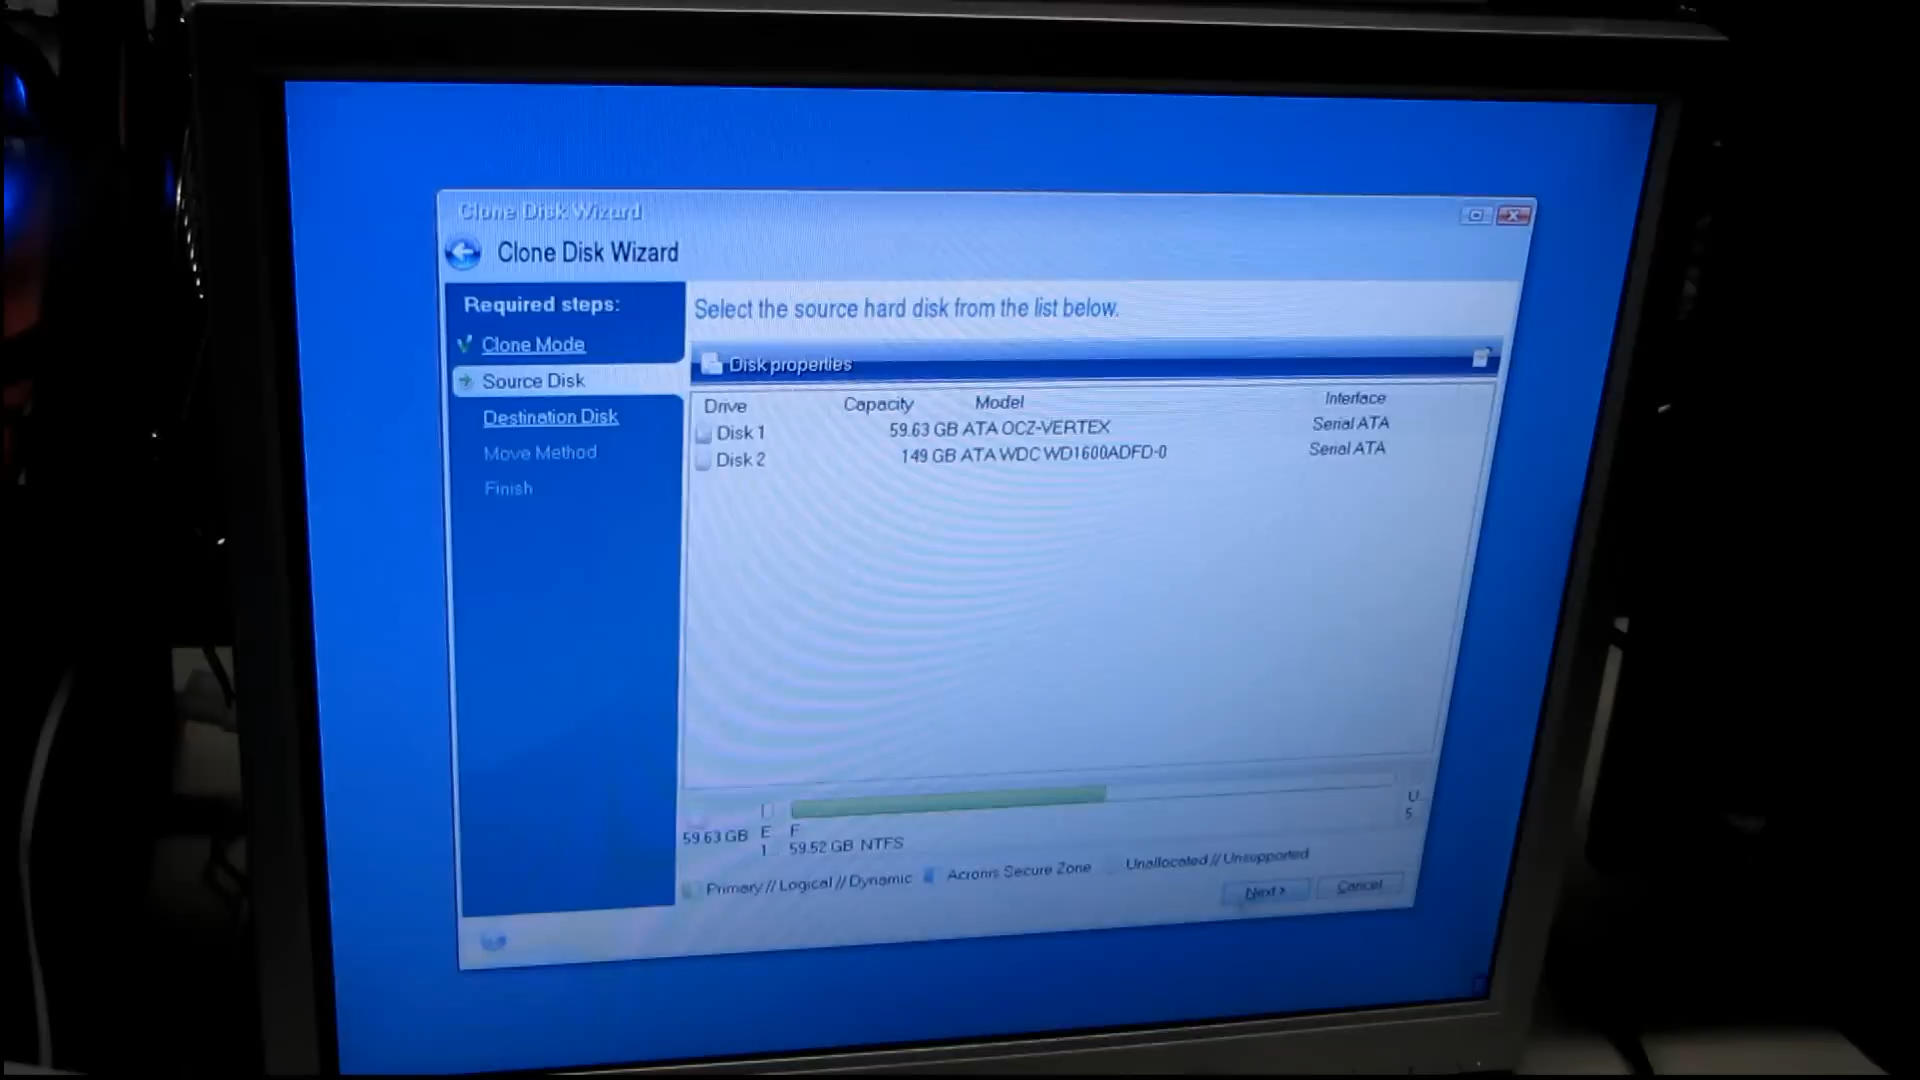 Clone Disk Wizard
Clone Disk Wizard
Required steps:
Clone Mode
Source Disk
Destination Disk
Move Method
Finish
Select the source hard disk from the list below.
Disk properties
Drive Capacity Model Interface
Disk 1 59.63 GB ATA OCZ-VERTEX Serial ATA
Disk 2 149 GB ATA WDC WD1600ADFD-0 Serial ATA
59.63 GB
E
1...
F
59.52 GB NTFS
U...
5...
Primary // Logical // Dynamic Acronis Secure Zone Unallocated // Unsupported
Next > Cancel